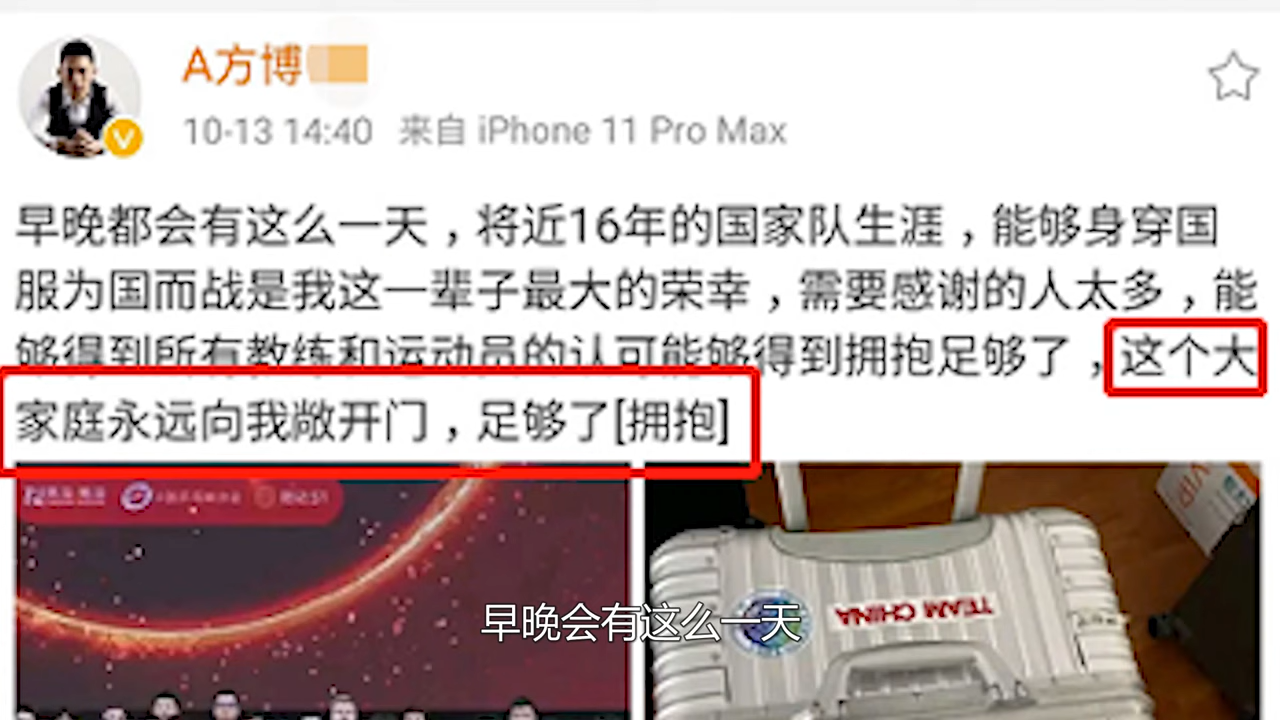 A方博
10-13 14:40 来自 iPhone 11 Pro Max
早晚都会有这么一天，将近16年的国家队生涯，能够身穿国
服为国而战是我这一辈子最大的荣幸，需要感谢的人太多，能
够得到所有教练和运动员的认可能够得到拥抱足够了，这个大
家庭永远向我敞开门，足够了[拥抱]
TEAM CHINA
VIP
早晚会有这么一天